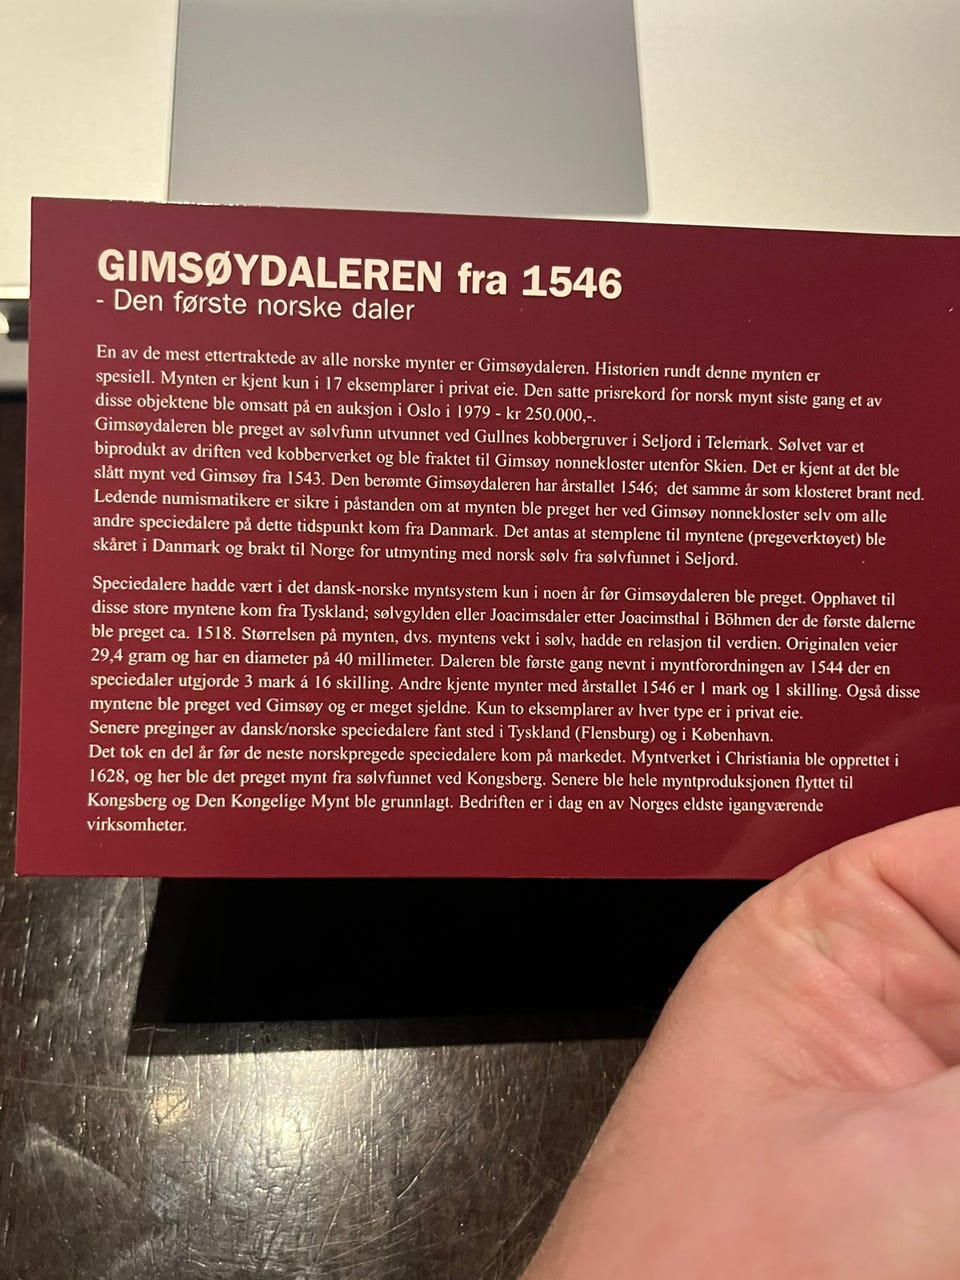 GIMSØYDALEREN fra 1546
- Den første norske daler
En av de mest ettertraktede av alle norske mynter er Gimsøydaleren. Historien rundt denne mynten er
spesiell. Mynten er kjent kun i 17 eksemplarer i privat eie. Den satte prisrekord for norsk mynt siste gang et av
disse objektene ble omsatt på en auksjon i Oslo i 1979 - kr 250.000,-.
Gimsøydaleren ble preget av sølvfunn utvunnet ved Gullnes kobbergruver i Seljord i Telemark. Sølvet var et
biprodukt av driften ved kobberverket og ble fraktet til Gimsøy nonnekloster utenfor Skien. Det er kjent at det ble
slått mynt ved Gimsøy fra 1543. Den berømte Gimsøydaleren har årstallet 1546; det samme år som klosteret brant ned.
Ledende numismatikere er sikre i påstanden om at mynten ble preget her ved Gimsøy nonnekloster selv om alle
andre speciedalere på dette tidspunkt kom fra Danmark. Det antas at stemplene til myntene (pregeverktøyet) ble
skåret i Danmark og brakt til Norge for utmynting med norsk sølv fra sølvfunnet i Seljord.
Speciedalere hadde vært i det dansk-norske myntsystem kun i noen år før Gimsøydaleren ble preget. Opphavet til
disse store myntene kom fra Tyskland; sølvgylden eller Joacimsdaler etter Joacimsthal i Böhmen der de første dalerne
ble preget ca. 1518. Størrelsen på mynten, dvs. myntens vekt i sølv, hadde en relasjon til verdien. Originalen veier
29,4 gram og har en diameter på 40 millimeter. Daleren ble første gang nevnt i myntforordningen av 1544 der en
speciedaler utgjorde 3 mark á 16 skilling. Andre kjente mynter med årstallet 1546 er 1 mark og 1 skilling. Også disse
myntene ble preget ved Gimsøy og er meget sjeldne. Kun to eksemplarer av hver type er i privat eie.
Senere preginger av dansk/norske speciedalere fant sted i Tyskland (Flensburg) og i København.
Det tok en del år før de neste norskpregede speciedalere kom på markedet. Myntverket i Christiania ble opprettet i
1628, og her ble det preget mynt fra sølvfunnet ved Kongsberg. Senere ble hele myntproduksjonen flyttet til
Kongsberg og Den Kongelige Mynt ble grunnlagt. Bedriften er i dag en av Norges eldste igangværende
virksomheter.